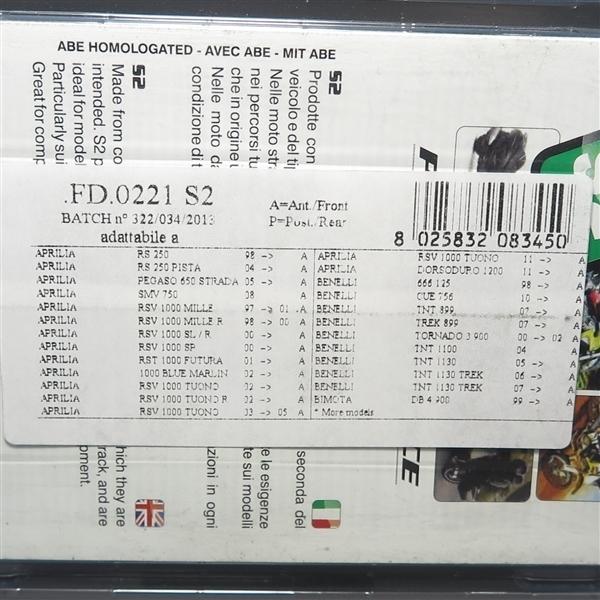 ABE HOMOLOGATED - AVEC ABE - MIT ABE
S2
Made from co
intended. S2 p
ideal for model
Particularly sui
Great for comp
S2
Prodotte con
veicolo e del tip
Nelle moto stra
nei percorsi tu
che in origine u
Nelle moto da
condizione di t
.FD.0221 S2
BATCH n° 322/034/2013
adattabile a
A=Ant./Front
P=Post./Rear
8 025832 083450
APRILIA RS 250 98 -> A
APRILIA RS 250 PISTA 04 -> A
APRILIA PEGASO 650 STRADA 05 -> A
APRILIA SMV 750 08 A
APRILIA RSV 1000 MILLE 97 -> 01 A
APRILIA RSV 1000 MILLE R 98 -> 00 A
APRILIA RSV 1000 SL / R 00 -> A
APRILIA RSV 1000 SP 00 -> A
APRILIA RST 1000 FUTURA 01 -> A
APRILIA 1000 BLUE MARLIN 02 -> A
APRILIA RSV 1000 TUONO 02 -> A
APRILIA RSV 1000 TUONO R 02 -> A
APRILIA RSV 1000 TUONO 03 -> 05 A
APRILIA RSV 1000 TUONO 11 -> A
APRILIA DORSODURO 1200 11 -> A
BENELLI 666 125 98 -> A
BENELLI CUE 756 10 -> A
BENELLI TNT 899 07 -> A
BENELLI TREK 899 07 -> A
BENELLI TORNADO 3 900 00 -> 02 A
BENELLI TNT 1100 04 A
BENELLI TNT 1130 05 -> A
BENELLI TNT 1130 TREK 06 -> A
BENELLI TNT 1130 TREK 07 -> A
BIMOTA DB 4 900 99 -> A
* More models
hich they are
rack, and are
oment.
seconda del
e le esigenze
te sui modelli
zioni in ogni
CE